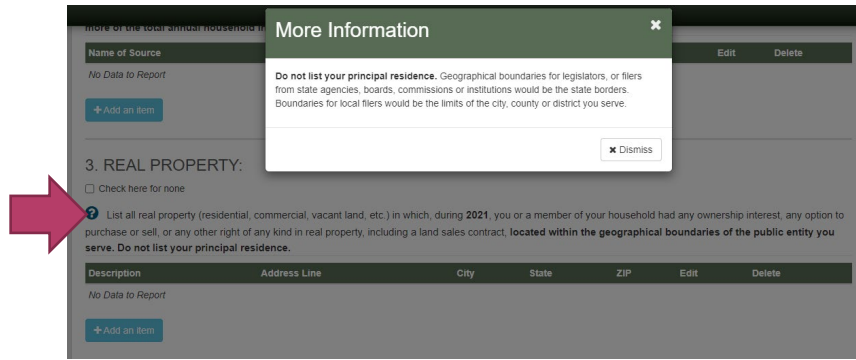 more of the total annual household in
More Information
✖
Name of Source
Edit
Delete
No Data to Report
Do not list your principal residence. Geographical boundaries for legislators, or filers
from state agencies, boards, commissions or institutions would be the state borders.
Boundaries for local filers would be the limits of the city, county or district you serve.
+Add an item
✖ Dismiss
3. REAL PROPERTY:
Check here for none
? List all real property (residential, commercial, vacant land, etc.) in which, during 2021, you or a member of your household had any ownership interest, any option to
purchase or sell, or any other right of any kind in real property, including a land sales contract, located within the geographical boundaries of the public entity you
serve. Do not list your principal residence.
Description Address Line City State ZIP Edit Delete
No Data to Report
+Add an item